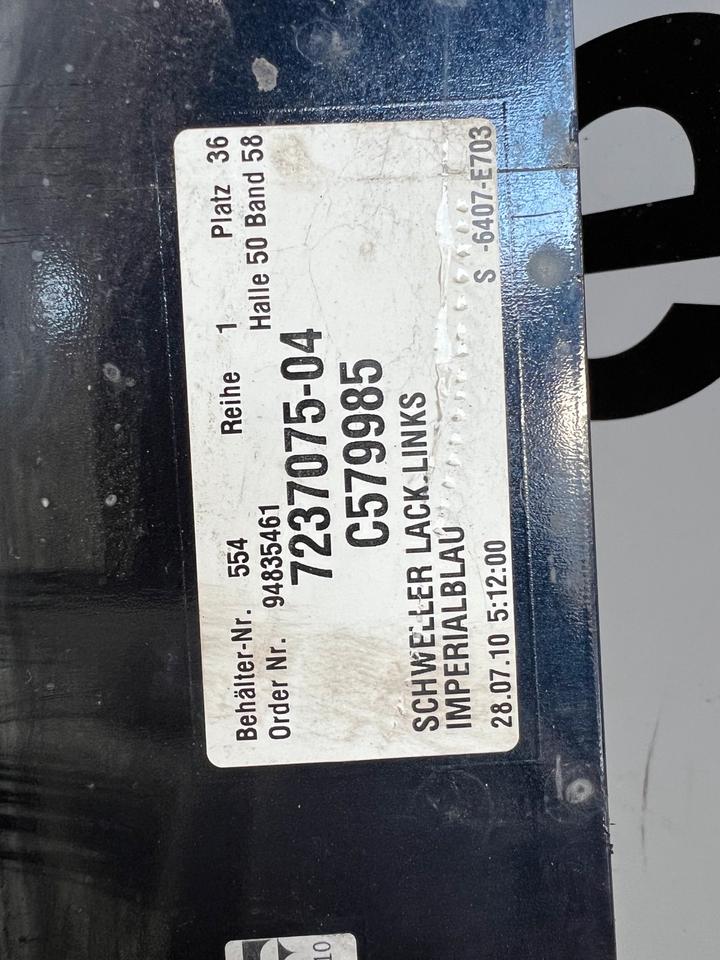 Behälter-Nr. 554 Reihe 1 Platz 36
Order Nr. 94835461 Halle 50 Band 58
7237075-04
C579985
SCHWELLER LACK.LINKS
IMPERIALBLAU
28.07.10 5:12:00 S -6407-E703
10
e